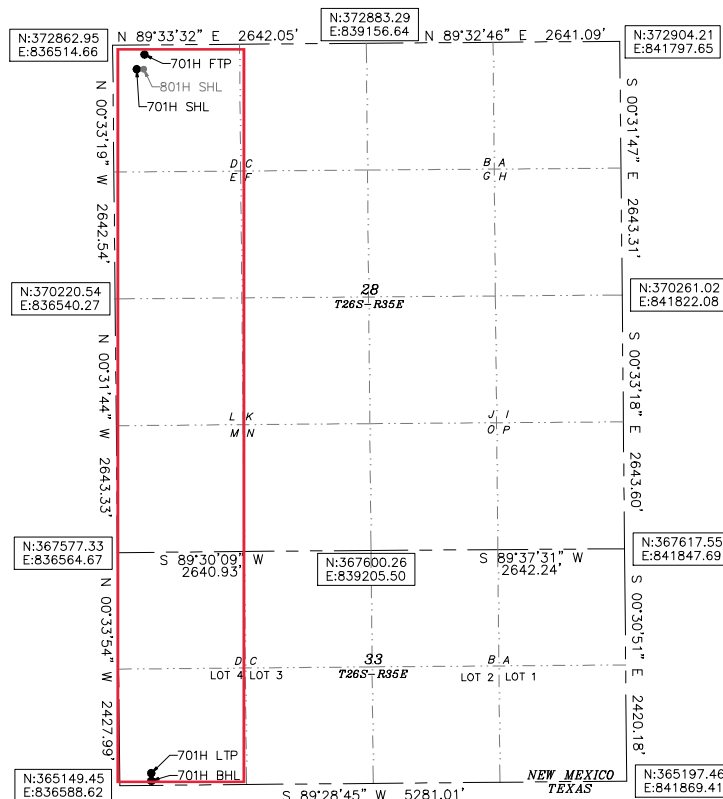 N:372862.95
E:836514.66
N 89°33'32" E 2642.05'
N:372883.29
E:839156.64
N 89°32'46" E 2641.09'
N:372904.21
E:841797.65
701H FTP
801H SHL
701H SHL
N 00°33'19" W 2642.54'
S 00°31'47" E 2643.31'
D C
E F
B A
G H
N:370220.54
E:836540.27
28
T26S-R35E
N:370261.02
E:841822.08
N 00°31'44" W 2643.33'
S 00°33'18" E 2643.60'
L K
M N
J I
O P
N:367577.33
E:836564.67
S 89°30'09" W
2640.93'
N:367600.26
E:839205.50
S 89°37'31" W
2642.24'
N:367617.55
E:841847.69
N 00°33'54" W 2427.99'
S 00°30'51" E 2420.18'
D C
LOT 4 LOT 3
33
T26S-R35E
B A
LOT 2 LOT 1
701H LTP
701H BHL
N:365149.45
E:836588.62
S 89°28'45" W 5281.01'
NEW MEXICO
TEXAS
N:365197.46
E:841869.41